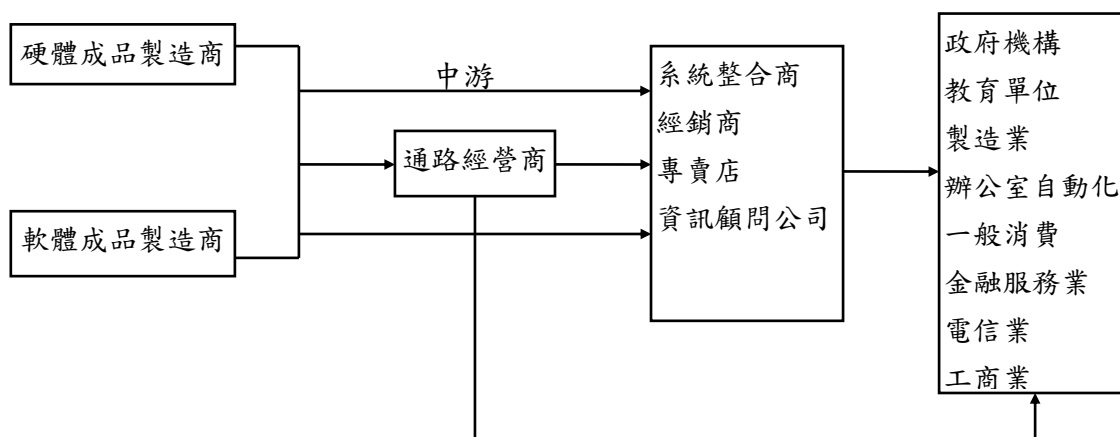 硬體成品製造商
軟體成品製造商
中游
通路經營商
系統整合商
經銷商
專賣店
資訊顧問公司
政府機構
教育單位
製造業
辦公室自動化
一般消費
金融服務業
電信業
工商業